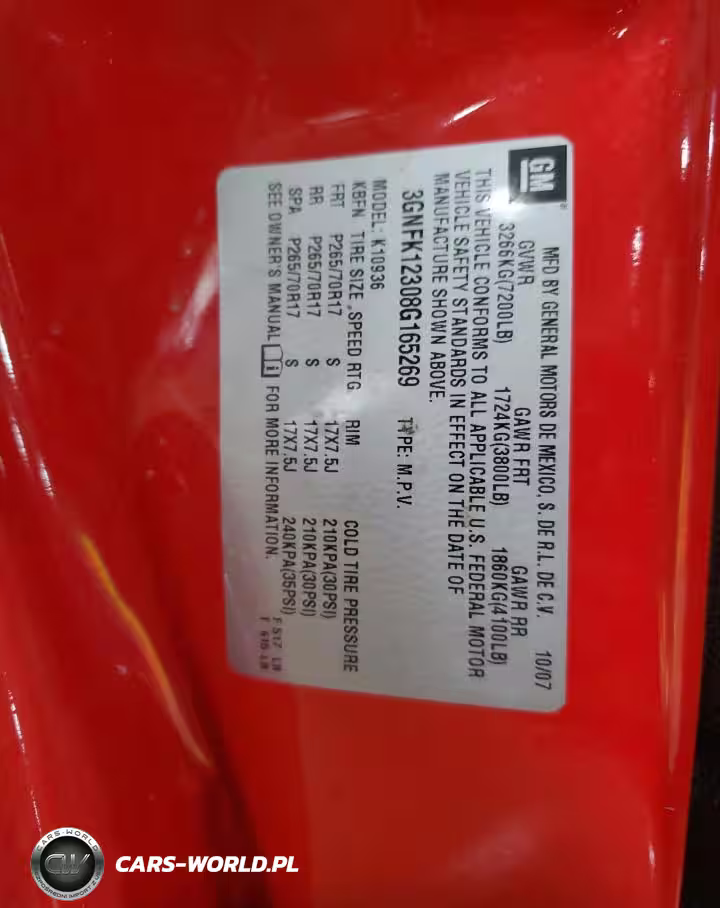 GM
MFD BY GENERAL MOTORS DE MEXICO, S. DE R.L. DE C.V. 10/07
GVWR GAWR FRT GAWR RR
3266KG(7200LB) 1724KG(3800LB) 1860KG(4100LB)
THIS VEHICLE CONFORMS TO ALL APPLICABLE U.S. FEDERAL MOTOR
VEHICLE SAFETY STANDARDS IN EFFECT ON THE DATE OF
MANUFACTURE SHOWN ABOVE.
3GNFK12308G165269 TYPE: M.P.V.
MODEL: K10936
KBFN TIRE SIZE, SPEED RTG RIM COLD TIRE PRESSURE
FRT P265/70R17 S 17X7.5J 210KPA(30PSI)
RR P265/70R17 S 17X7.5J 210KPA(30PSI)
SPA P265/70R17 S 17X7.5J 240KPA(35PSI)
SEE OWNER'S MANUAL FOR MORE INFORMATION.
CARS-WORLD
CW
CARS-WORLD.PL